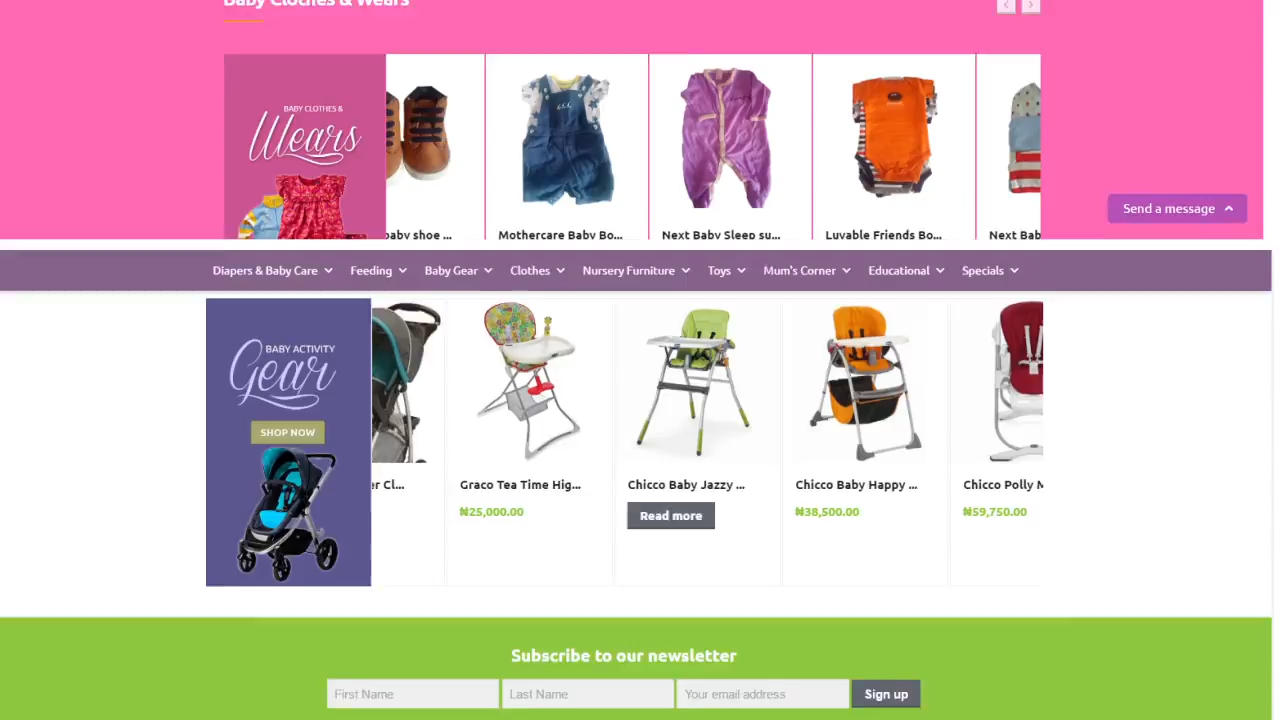 Baby Clothes & Wears
BABY CLOTHES &
Wears
baby shoe ...
Mothercare Baby Bo...
Next Baby Sleep su...
Luvable Friends Bo...
Next Bab
Send a message
Diapers & Baby Care
Feeding
Baby Gear
Clothes
Nursery Furniture
Toys
Mum's Corner
Educational
Specials
BABY ACTIVITY
Gear
SHOP NOW
er Cl...
Graco Tea Time Hig...
Chicco Baby Jazzy ...
Chicco Baby Happy ...
Chicco Polly M
₦25,000.00
Read more
₦38,500.00
₦59,750.00
Subscribe to our newsletter
First Name
Last Name
Your email address
Sign up